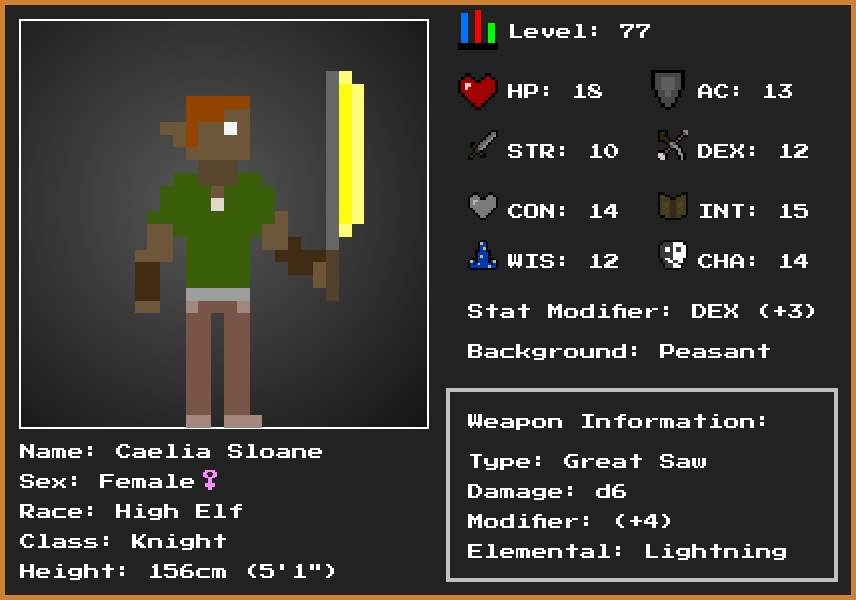 Level: 77
HP: 18 AC: 13
STR: 10 DEX: 12
CON: 14 INT: 15
WIS: 12 CHA: 14
Stat Modifier: DEX (+3)
Background: Peasant
Weapon Information:
Type: Great Saw
Damage: d6
Modifier: (+4)
Elemental: Lightning
Name: Caelia Sloane
Sex: Female♀
Race: High Elf
Class: Knight
Height: 156cm (5'1")